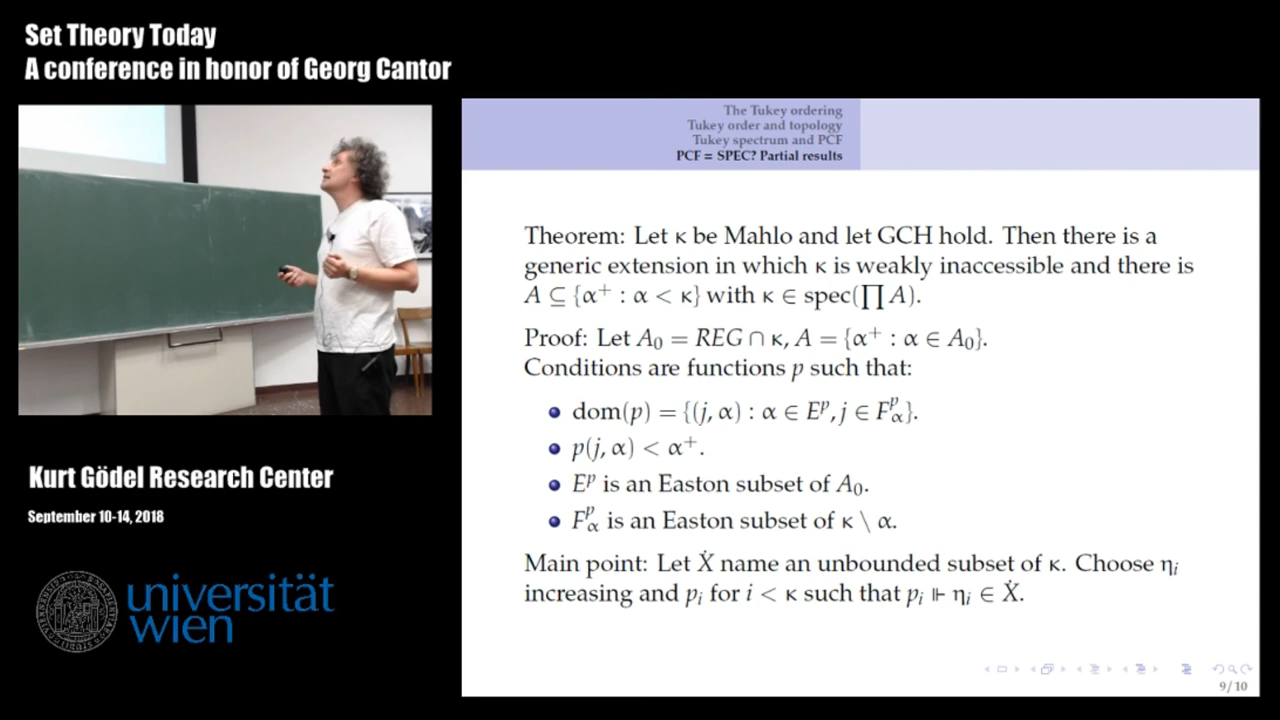 Set Theory Today
A conference in honor of Georg Cantor
The Tukey ordering
Tukey order and topology
Tukey spectrum and PCF
PCF = SPEC? Partial results
Theorem: Let κ be Mahlo and let GCH hold. Then there is a
generic extension in which κ is weakly inaccessible and there is
A ⊆ {α⁺ : α < κ} with κ ∈ spec(∏ A).
Proof: Let A₀ = REG ∩ κ, A = {α⁺ : α ∈ A₀}.
Conditions are functions p such that:
• dom(p) = {(j, α) : α ∈ Eᵖ, j ∈ Fᵖ_α}.
• p(j, α) < α⁺.
• Eᵖ is an Easton subset of A₀.
• Fᵖ_α is an Easton subset of κ \ α.
Main point: Let Ẋ name an unbounded subset of κ. Choose ηᵢ
increasing and pᵢ for i < κ such that pᵢ ⊩ ηᵢ ∈ Ẋ.
9/10
Kurt Gödel Research Center
September 10-14, 2018
universität
wien